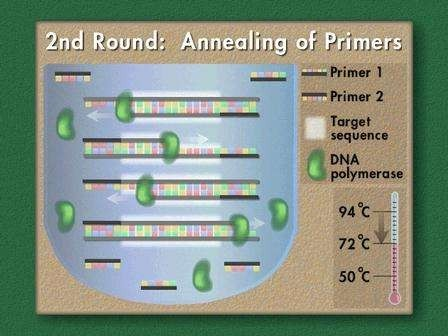 2nd Round: Annealing of Primers
Primer 1
Primer 2
Target
sequence
DNA
polymerase
94°C
72°C
50°C